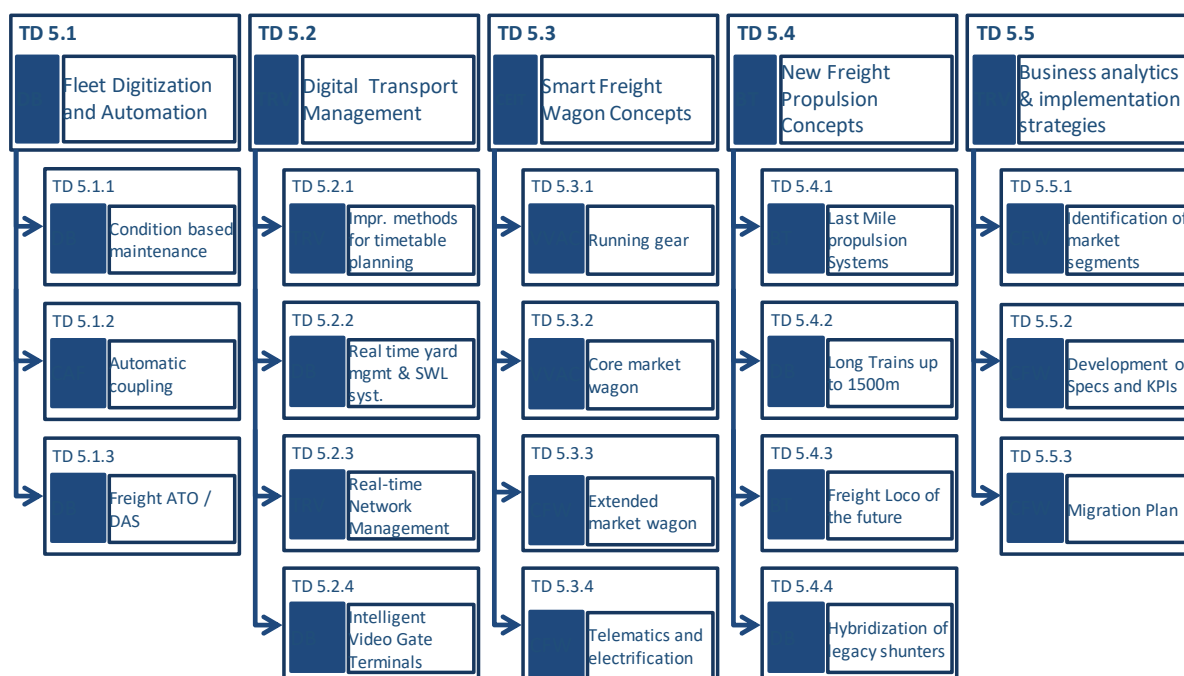 TD 5.1
Fleet Digitization
and Automation
TD 5.1.1
Condition based
maintenance
TD 5.1.2
Automatic
coupling
TD 5.1.3
Freight ATO /
DAS
TD 5.2
Digital Transport
Management
TD 5.2.1
Impr. methods
for timetable
planning
TD 5.2.2
Real time yard
mgmt & SWL
syst.
TD 5.2.3
Real-time
Network
Management
TD 5.2.4
Intelligent
Video Gate
Terminals
TD 5.3
Smart Freight
Wagon Concepts
TD 5.3.1
Running gear
TD 5.3.2
Core market
wagon
TD 5.3.3
Extended
market wagon
TD 5.3.4
Telematics and
electrification
TD 5.4
New Freight
Propulsion
Concepts
TD 5.4.1
Last Mile
propulsion
Systems
TD 5.4.2
Long Trains up
to 1500m
TD 5.4.3
Freight Loco of
the future
TD 5.4.4
Hybridization of
legacy shunters
TD 5.5
Business analytics
& implementation
strategies
TD 5.5.1
Identification of
market
segments
TD 5.5.2
Development of
Specs and KPIs
TD 5.5.3
Migration Plan